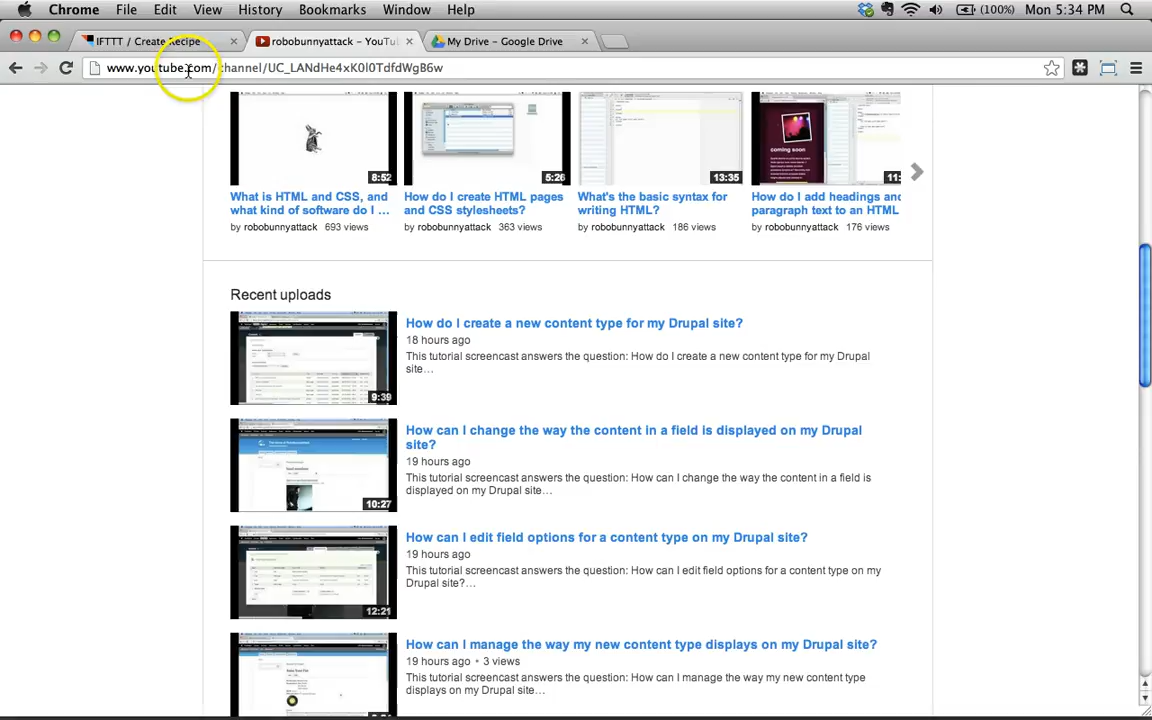 Chrome File Edit View History Bookmarks Window Help (100%) Mon 5:34 PM
IFTTT / Create Recipe robobunnyattack - YouTu My Drive - Google Drive
www.youtube.com/channel/UC_LANdHe4xK0l0TdfdWgB6w
coming soon
8:52 5:26 13:35 11:
What is HTML and CSS, and How do I create HTML pages What's the basic syntax for How do I add headings and
what kind of software do I ... and CSS stylesheets? writing HTML? paragraph text to an HTML
by robobunnyattack 693 views by robobunnyattack 363 views by robobunnyattack 186 views by robobunnyattack 176 views
Recent uploads
How do I create a new content type for my Drupal site?
18 hours ago
This tutorial screencast answers the question: How do I create a new content type for my Drupal
site...
9:39
How can I change the way the content in a field is displayed on my Drupal
site?
19 hours ago
This tutorial screencast answers the question: How can I change the way the content in a field is
displayed on my Drupal site...
10:27
How can I edit field options for a content type on my Drupal site?
19 hours ago
This tutorial screencast answers the question: How can I edit field options for a content type on my
Drupal site?...
12:21
How can I manage the way my new content type displays on my Drupal site?
19 hours ago • 3 views
This tutorial screencast answers the question: How can I manage the way my new content type
displays on my Drupal site...